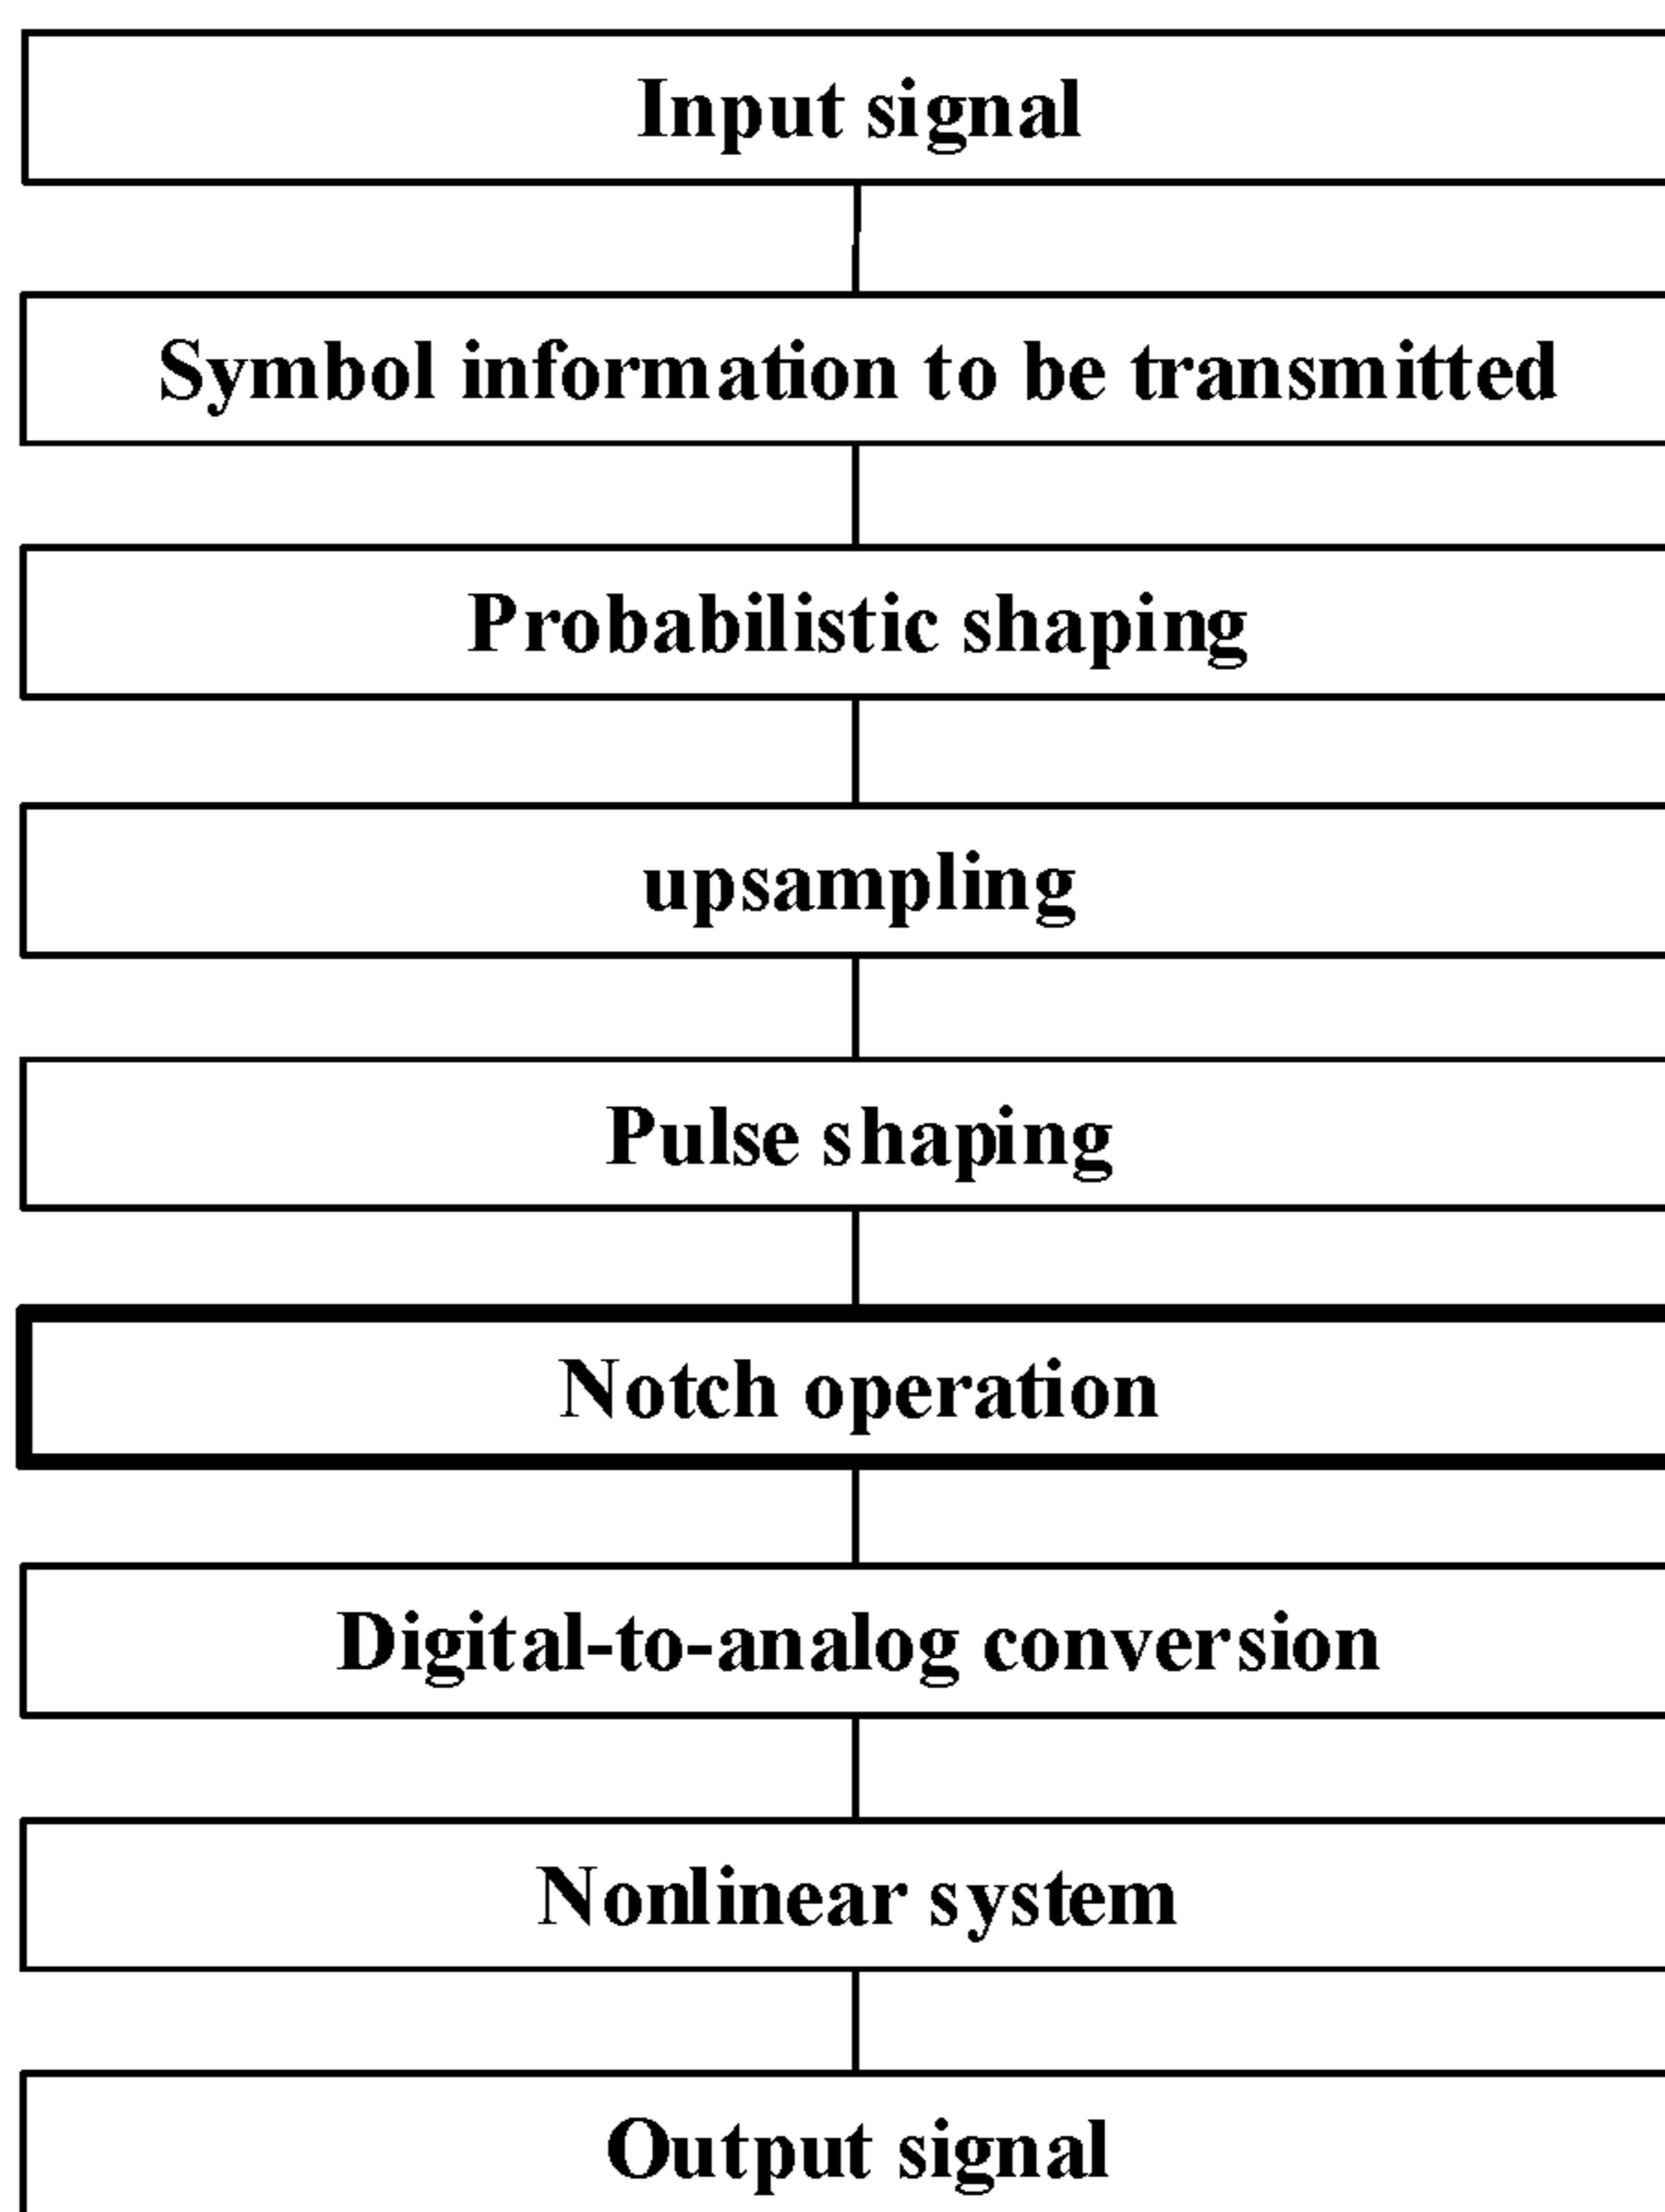 Input signal
Symbol information to be transmitted
Probabilistic shaping
upsampling
Pulse shaping
Notch operation
Digital-to-analog conversion
Nonlinear system
Output signal